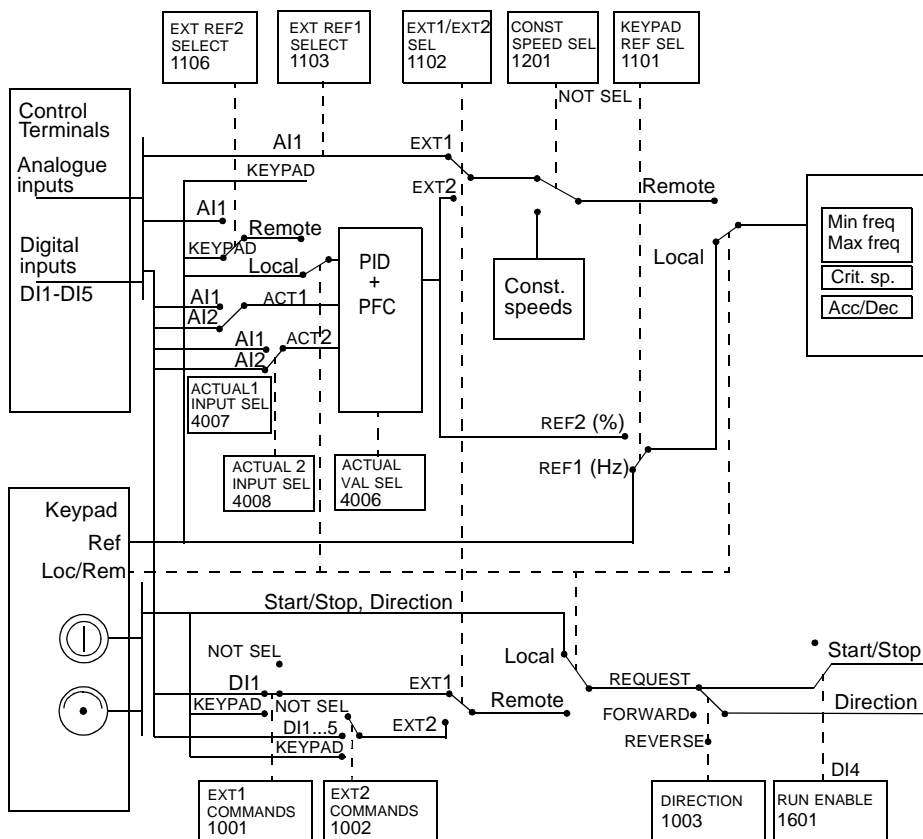 EXT REF2
SELECT
1106
EXT REF1
SELECT
1103
EXT1/EXT2
SEL
1102
CONST
SPEED SEL
1201
KEYPAD
REF SEL
1101
NOT SEL
Control
Terminals
Analogue
inputs
Digital
inputs
DI1-DI5
AI1
EXT1
KEYPAD
EXT2
Remote
AI1
Remote
KEYPAD
Local
PID
+
PFC
AI1
AI2
ACT1
AI1
AI2
ACT2
Const.
speeds
Local
Min freq
Max freq
Crit. sp.
Acc/Dec
ACTUAL1
INPUT SEL
4007
ACTUAL 2
INPUT SEL
4008
ACTUAL
VAL SEL
4006
REF2 (%)
REF1 (Hz)
Keypad
Ref
Loc/Rem
Start/Stop, Direction
NOT SEL
Local
Start/Stop
DI1
EXT1
REQUEST
KEYPAD
NOT SEL
Remote
Direction
DI1...5
EXT2
FORWARD
KEYPAD
REVERSE
DI4
EXT1
COMMANDS
1001
EXT2
COMMANDS
1002
DIRECTION
1003
RUN ENABLE
1601